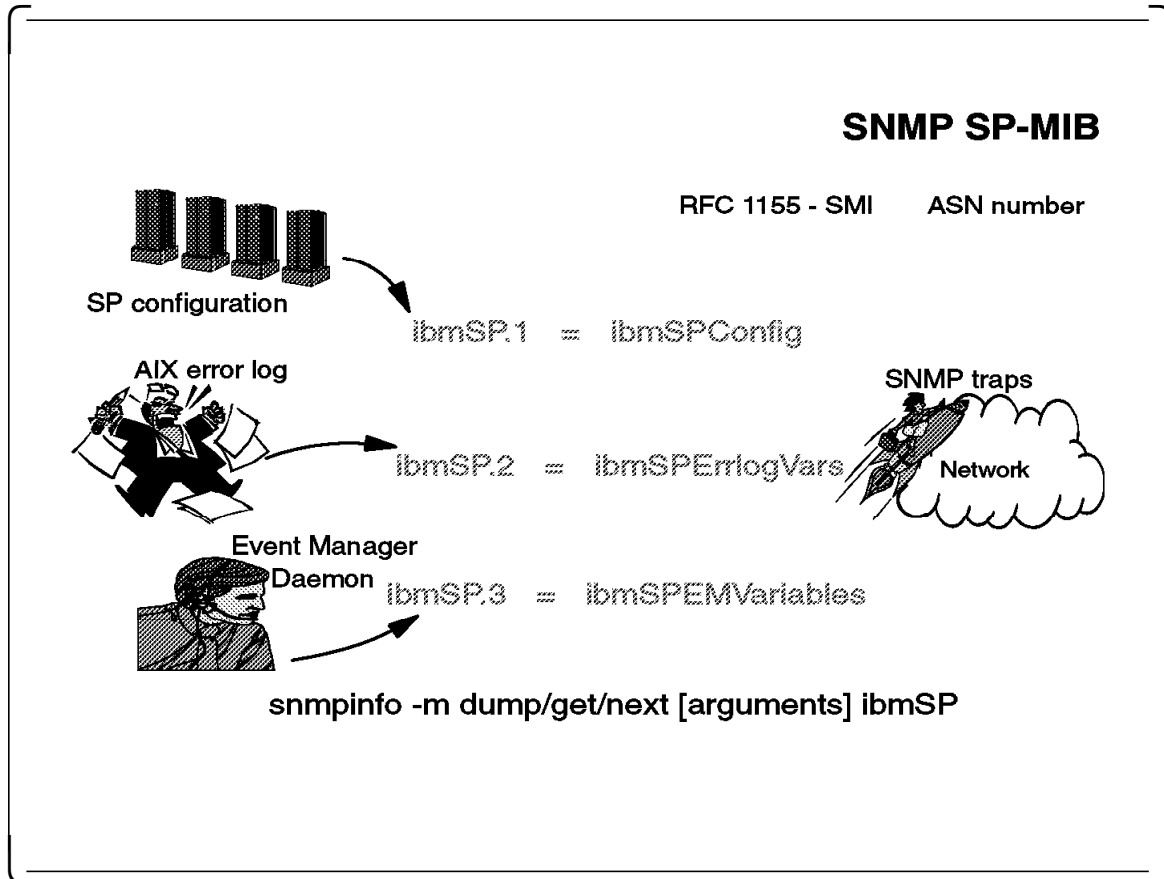 SNMP SP-MIB
RFC 1155 - SMI ASN number
SP configuration
ibmSP.1 = ibmSPConfig
AIX error log
SNMP traps
ibmSP.2 = ibmSPErrlogVars
Network
Event Manager
Daemon
ibmSP.3 = ibmSPEMVariables
snmpinfo -m dump/get/next [arguments] ibmSP